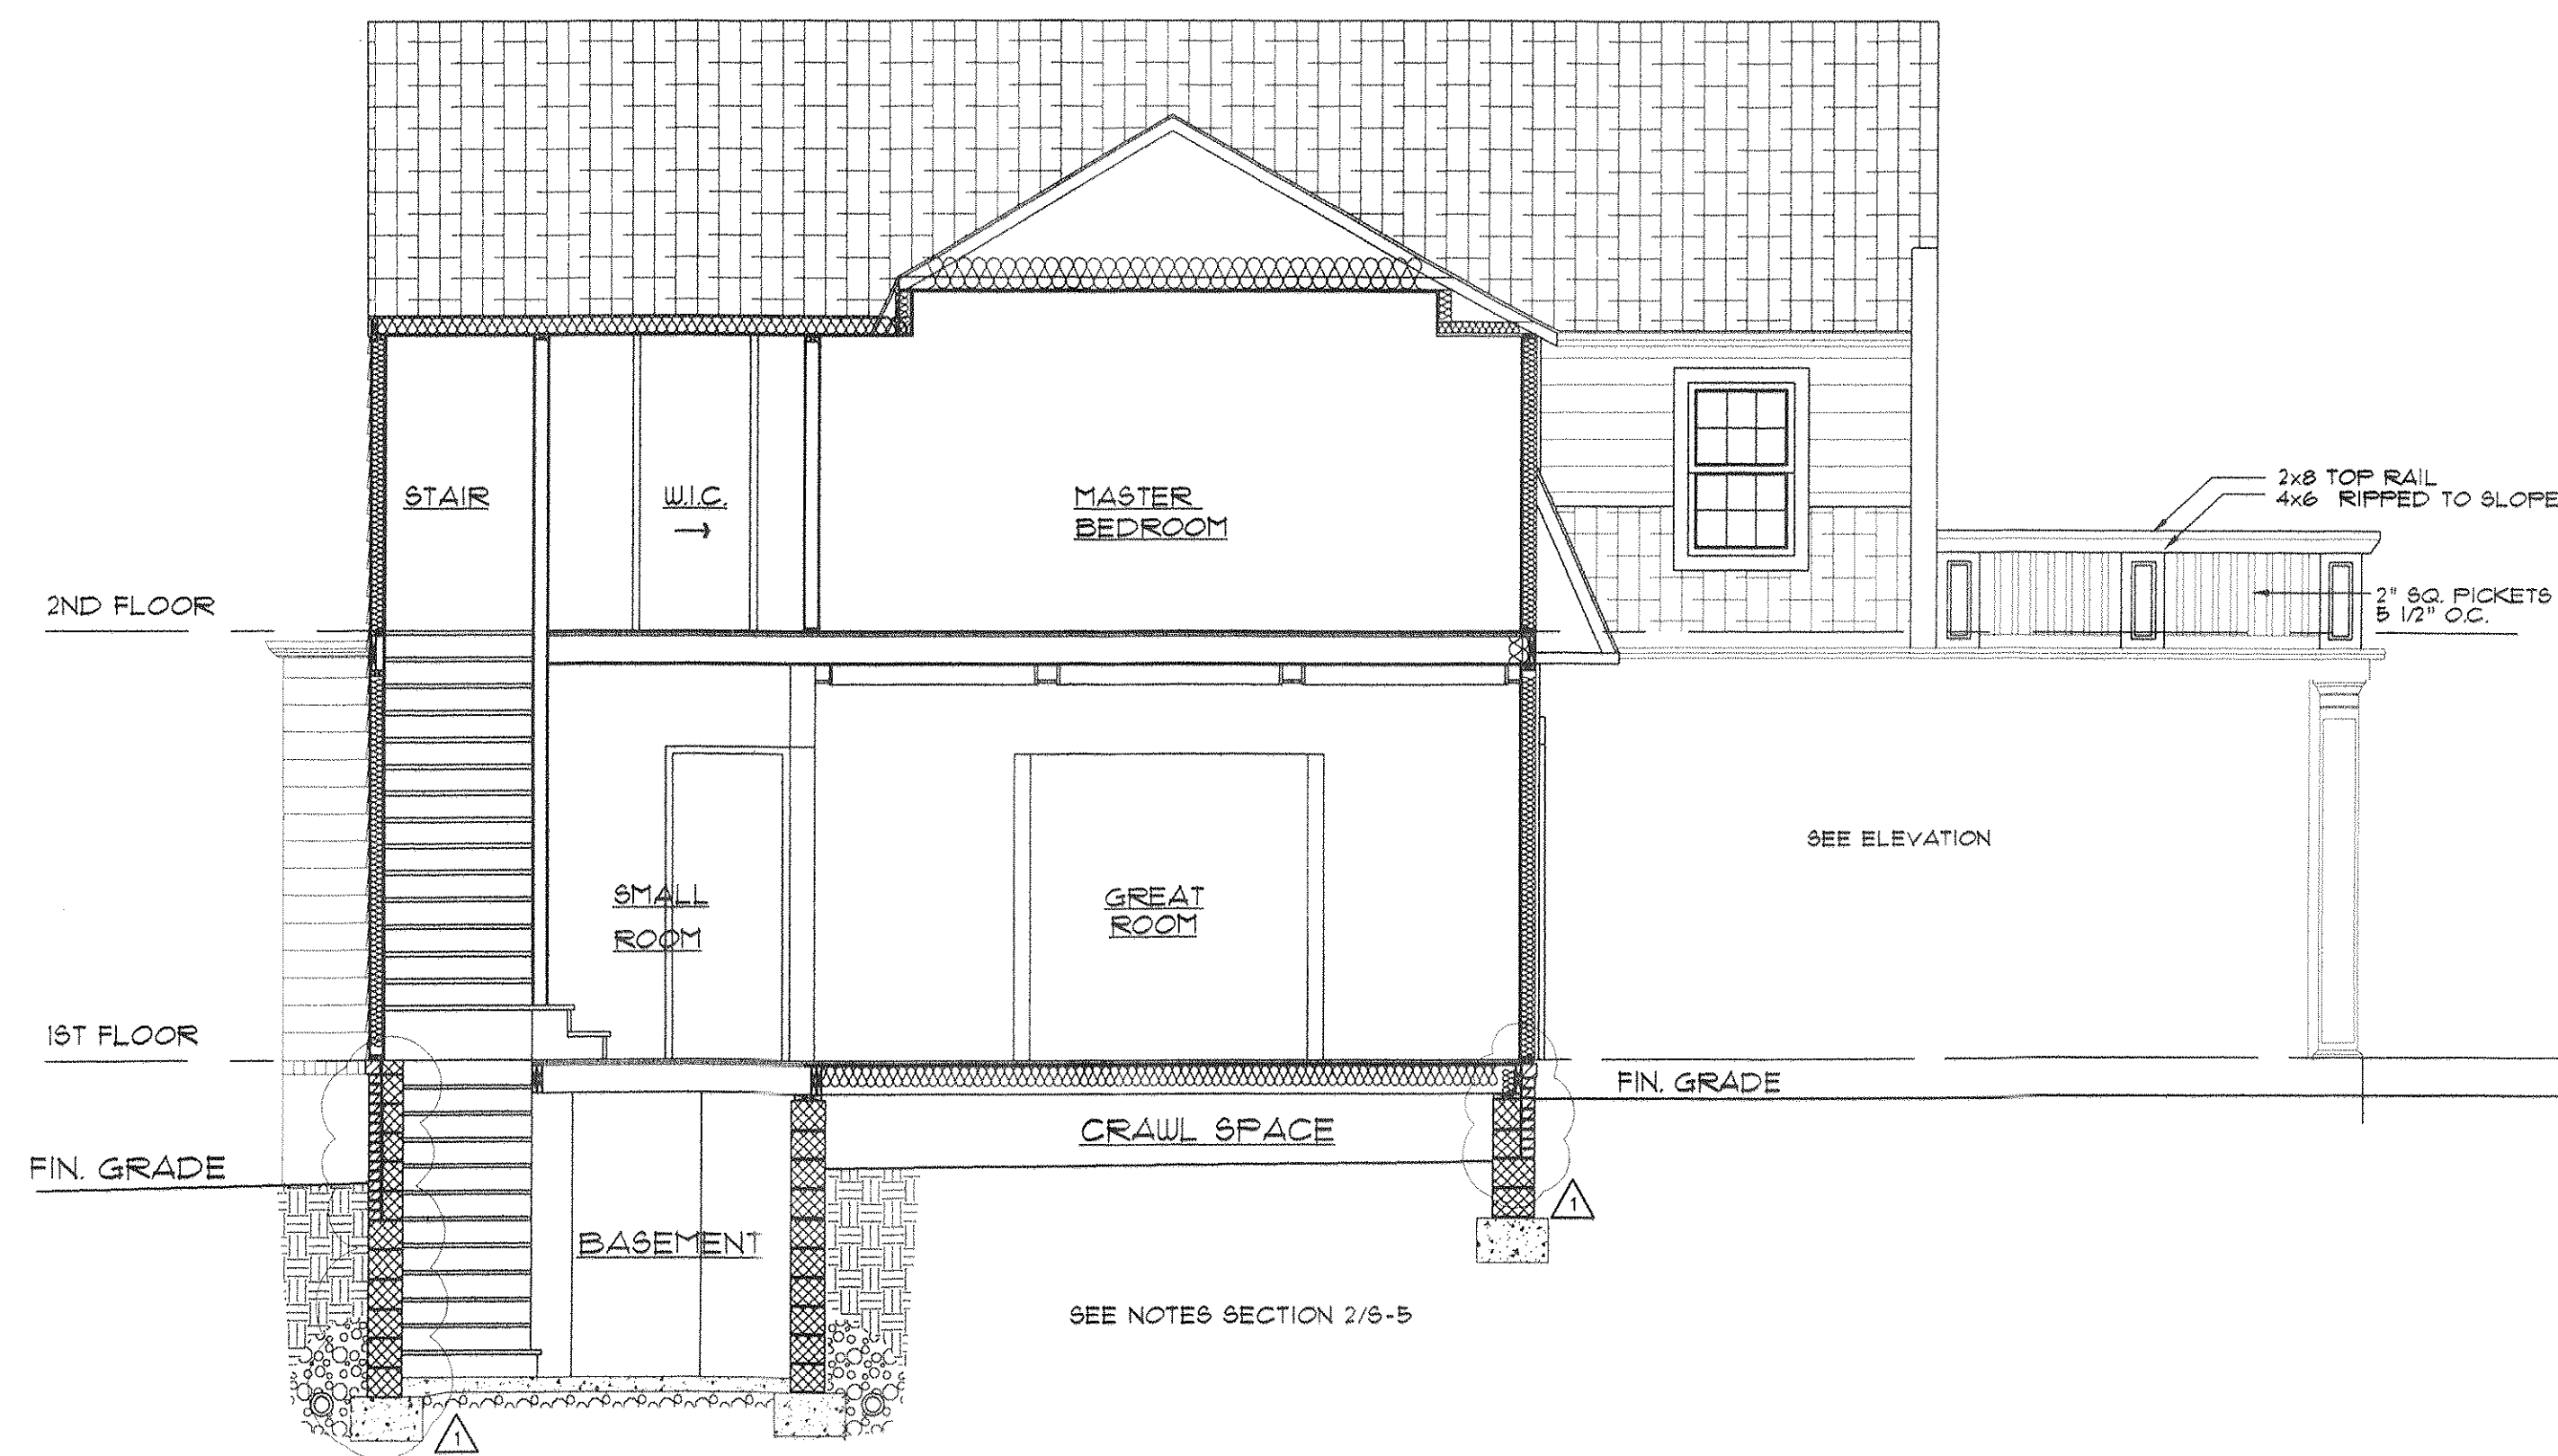 2x8 TOP RAIL
4x6 RIPPED TO SLOPE
STAIR
W.I.C.
MASTER
BEDROOM
2ND FLOOR
2" SQ. PICKETS
5 1/2" O.C.
SEE ELEVATION
SMALL
ROOM
GREAT
ROOM
1ST FLOOR
FIN. GRADE
CRAWL SPACE
FIN. GRADE
1
BASEMENT
SEE NOTES SECTION 2/S-5
1